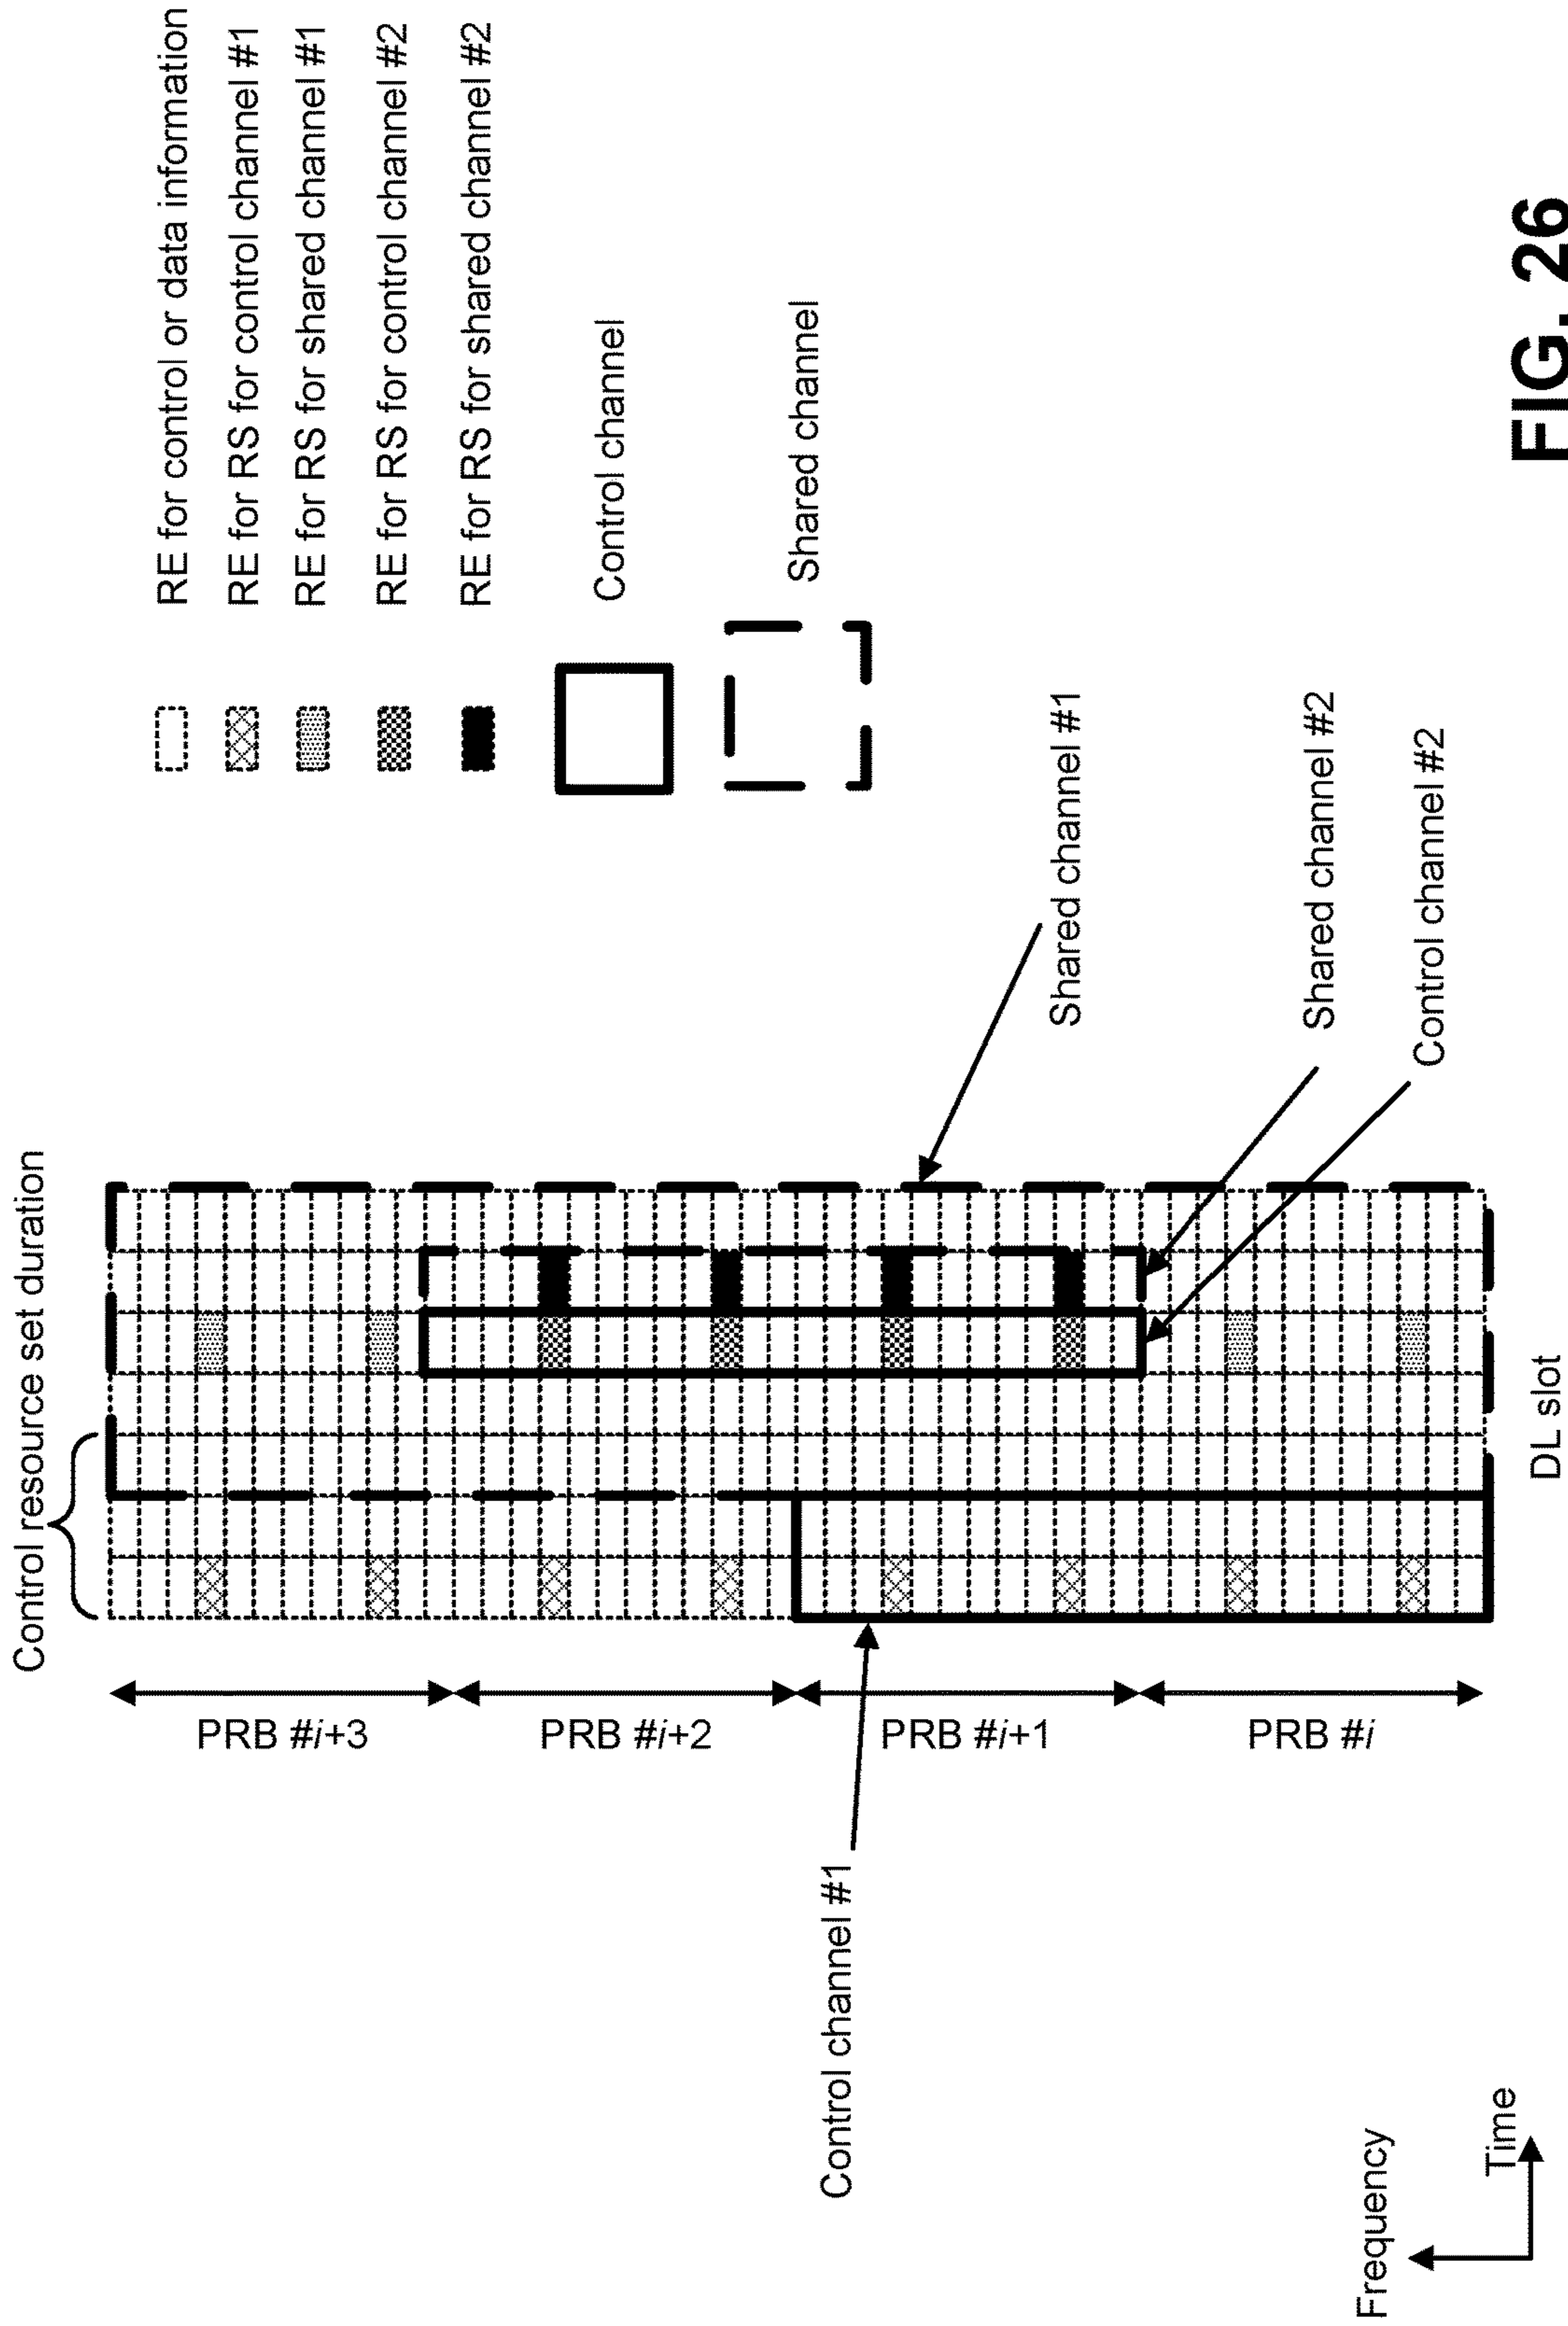 Control resource set duration
RE for control or data information
RE for RS for control channel #1
RE for RS for shared channel #1
RE for RS for control channel #2
RE for RS for shared channel #2
Control channel
Shared channel
PRB #i+3
PRB #i+2
PRB #i+1
PRB #i
Control channel #1
Shared channel #1
Shared channel #2
Control channel #2
DL slot
Frequency
Time
FIG. 26